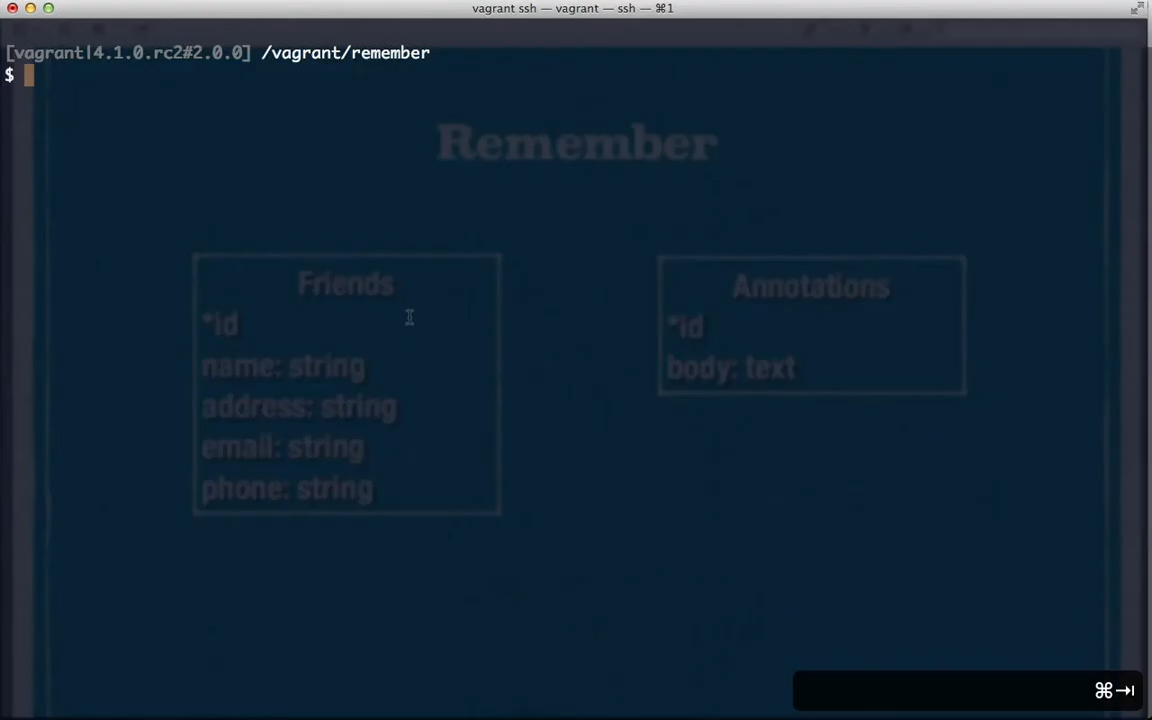 vagrant ssh — vagrant — ssh — ⌘1
[vagrant|4.1.0.rc2#2.0.0] /vagrant/remember
$
Remember
Friends
*id
name: string
address: string
email: string
phone: string
Annotations
*id
body: text
⌘⇥